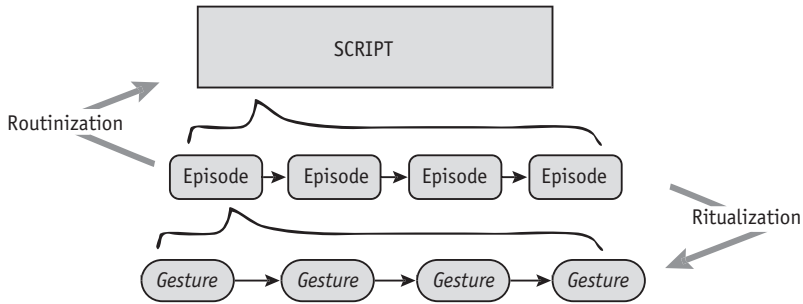 SCRIPT
Routinization
Episode Episode Episode Episode
Ritualization
Gesture Gesture Gesture Gesture